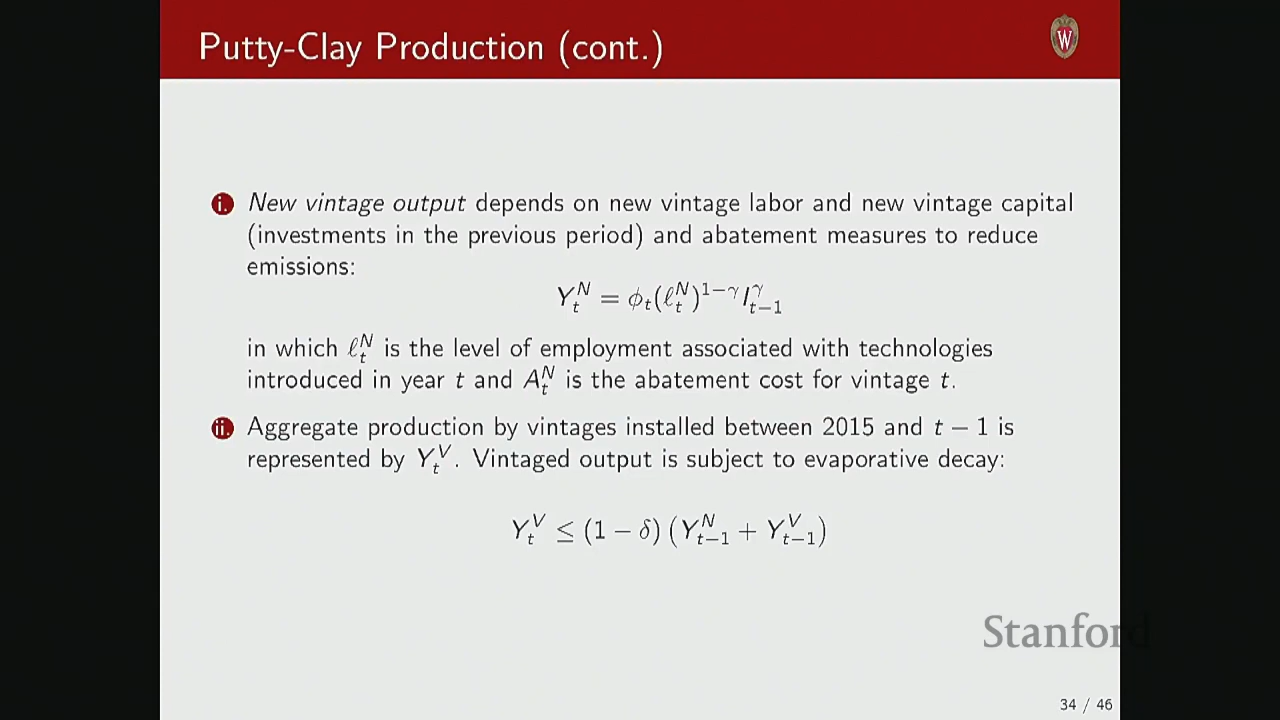 Putty-Clay Production (cont.)
W
i. New vintage output depends on new vintage labor and new vintage capital
(investments in the previous period) and abatement measures to reduce
emissions:
Y_t^N = ϕ_t(ℓ_t^N)^{1−γ} I_{t−1}^γ
in which ℓ_t^N is the level of employment associated with technologies
introduced in year t and A_t^N is the abatement cost for vintage t.
ii. Aggregate production by vintages installed between 2015 and t − 1 is
represented by Y_t^V. Vintaged output is subject to evaporative decay:
Y_t^V ≤ (1 − δ) (Y_{t−1}^N + Y_{t−1}^V)
Stanford
34 / 46